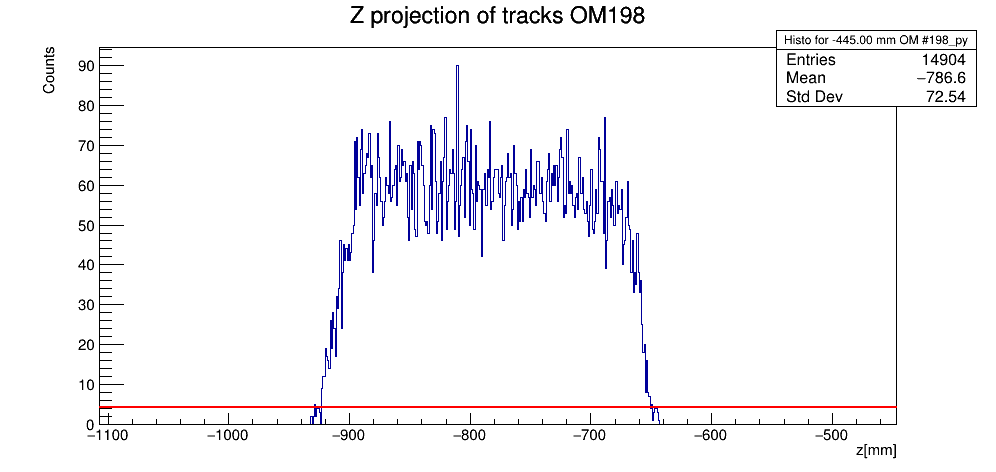 Z projection of tracks OM198
Histo for -445.00 mm OM #198_py
Entries 14904
Mean −786.6
Std Dev 72.54
Counts
90
80
70
60
50
40
30
20
10
0
−1100 −1000 −900 −800 −700 −600 −500
z[mm]